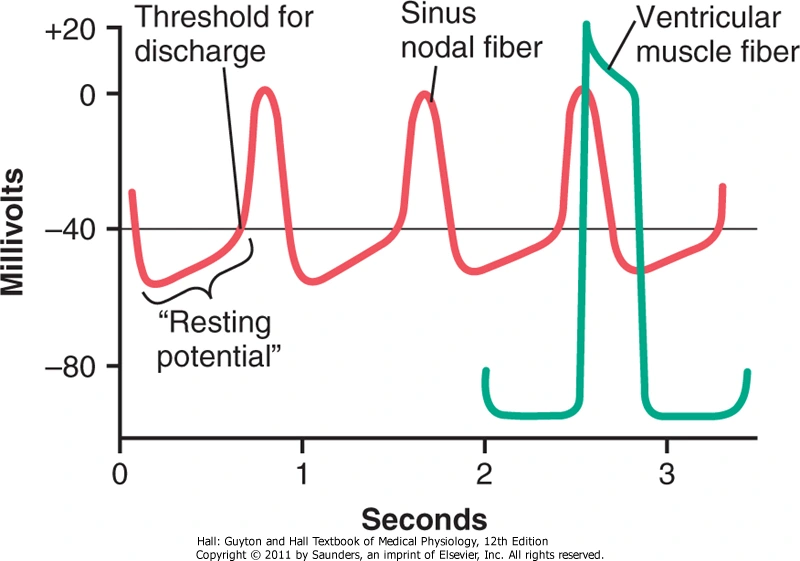 Threshold for
discharge
Sinus
nodal fiber
Ventricular
muscle fiber
+20
0
−40
−80
Millivolts
“Resting
potential”
0
1
2
3
Seconds
Hall: Guyton and Hall Textbook of Medical Physiology, 12th Edition
Copyright © 2011 by Saunders, an imprint of Elsevier, Inc. All rights reserved.